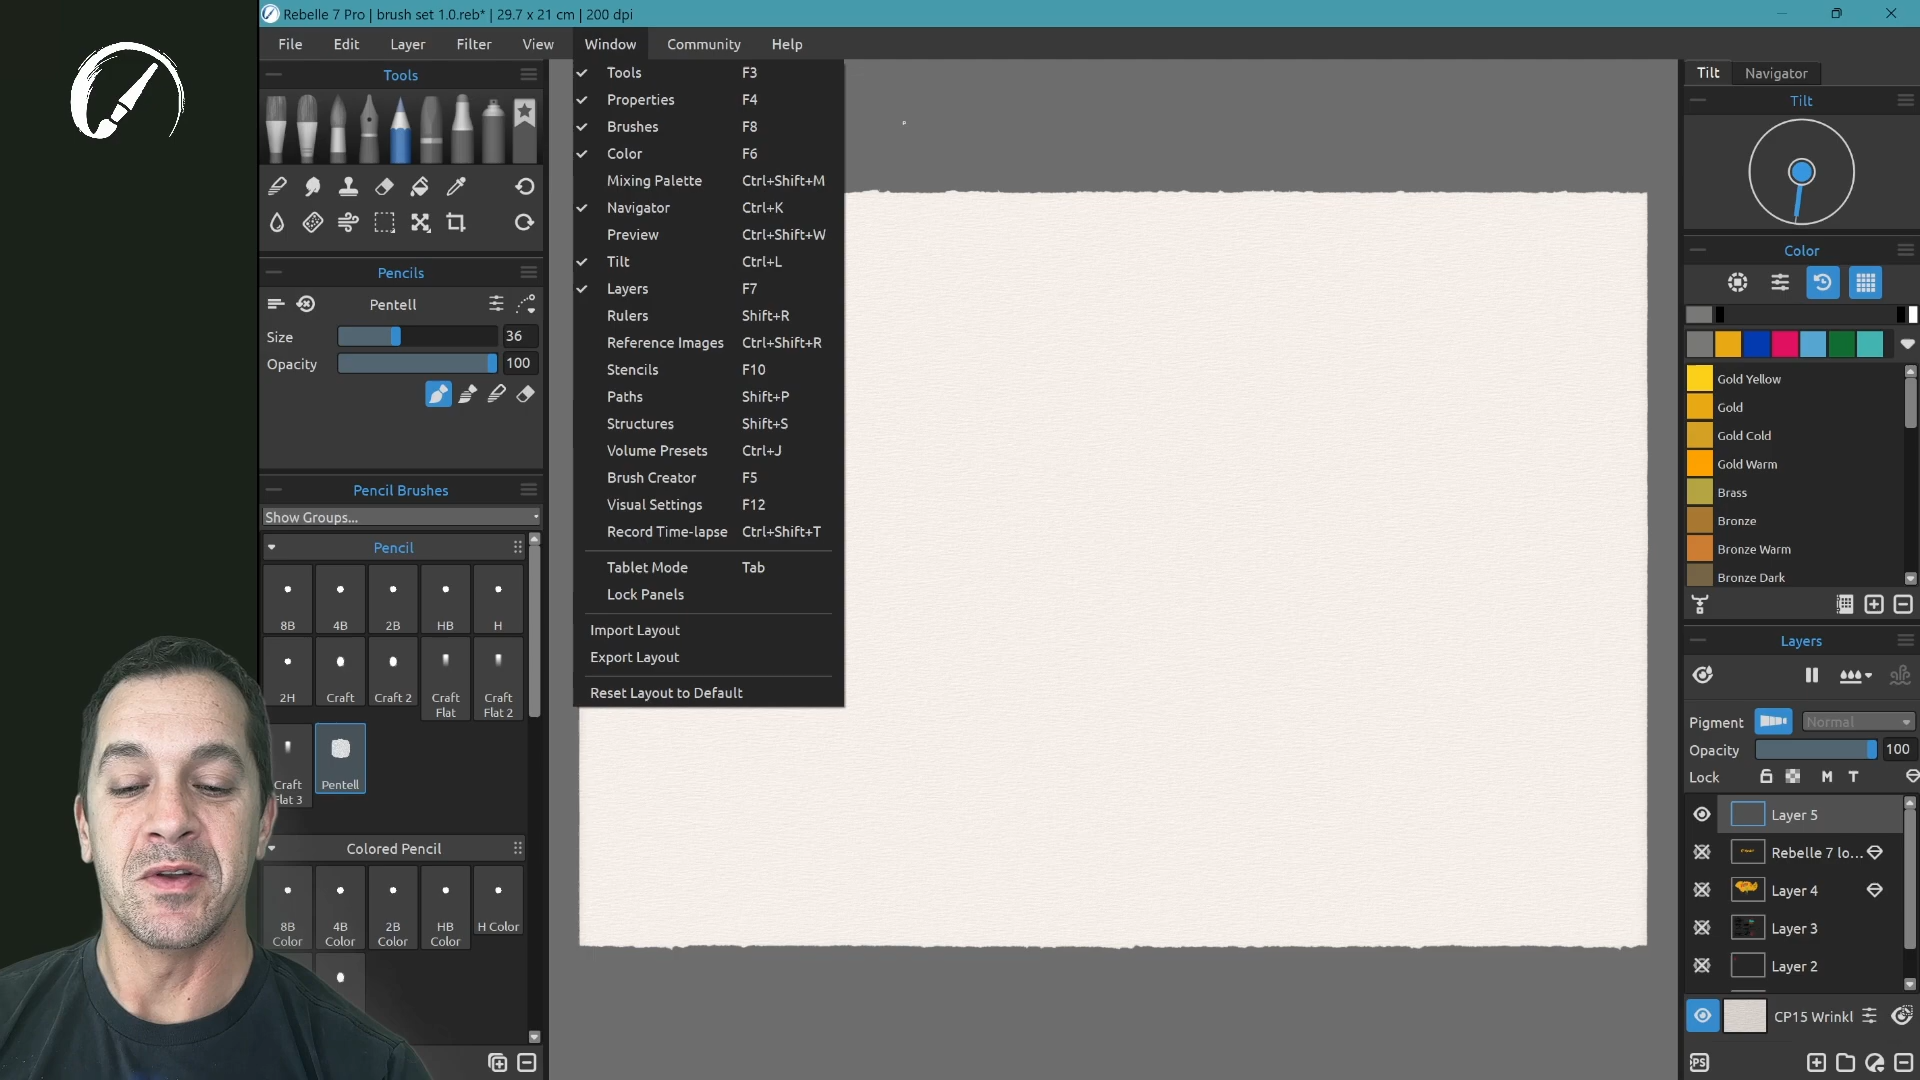 Rebelle 7 Pro | brush set 1.0.reb* | 29.7 x 21 cm | 200 dpi
File Edit Layer Filter View Window Community Help
Tools
Pencils
Pentell
Size 36
Opacity 100
Pencil Brushes
Show Groups...
Pencil
8B 4B 2B HB H
2H Craft Craft 2 Craft Flat Craft Flat 2
Craft Flat 3 Pentell
Colored Pencil
8B Color 4B Color 2B Color HB Color H Color
Tools F3
Properties F4
Brushes F8
Color F6
Mixing Palette Ctrl+Shift+M
Navigator Ctrl+K
Preview Ctrl+Shift+W
Tilt Ctrl+L
Layers F7
Rulers Shift+R
Reference Images Ctrl+Shift+R
Stencils F10
Paths Shift+P
Structures Shift+S
Volume Presets Ctrl+J
Brush Creator F5
Visual Settings F12
Record Time-lapse Ctrl+Shift+T
Tablet Mode Tab
Lock Panels
Import Layout
Export Layout
Reset Layout to Default
Tilt Navigator
Tilt
Color
Gold Yellow
Gold
Gold Cold
Gold Warm
Brass
Bronze
Bronze Warm
Bronze Dark
Layers
Pigment Normal
Opacity 100
Lock M T
Layer 5
Rebelle 7 lo...
Layer 4
Layer 3
Layer 2
CP15 Wrinkl
PS